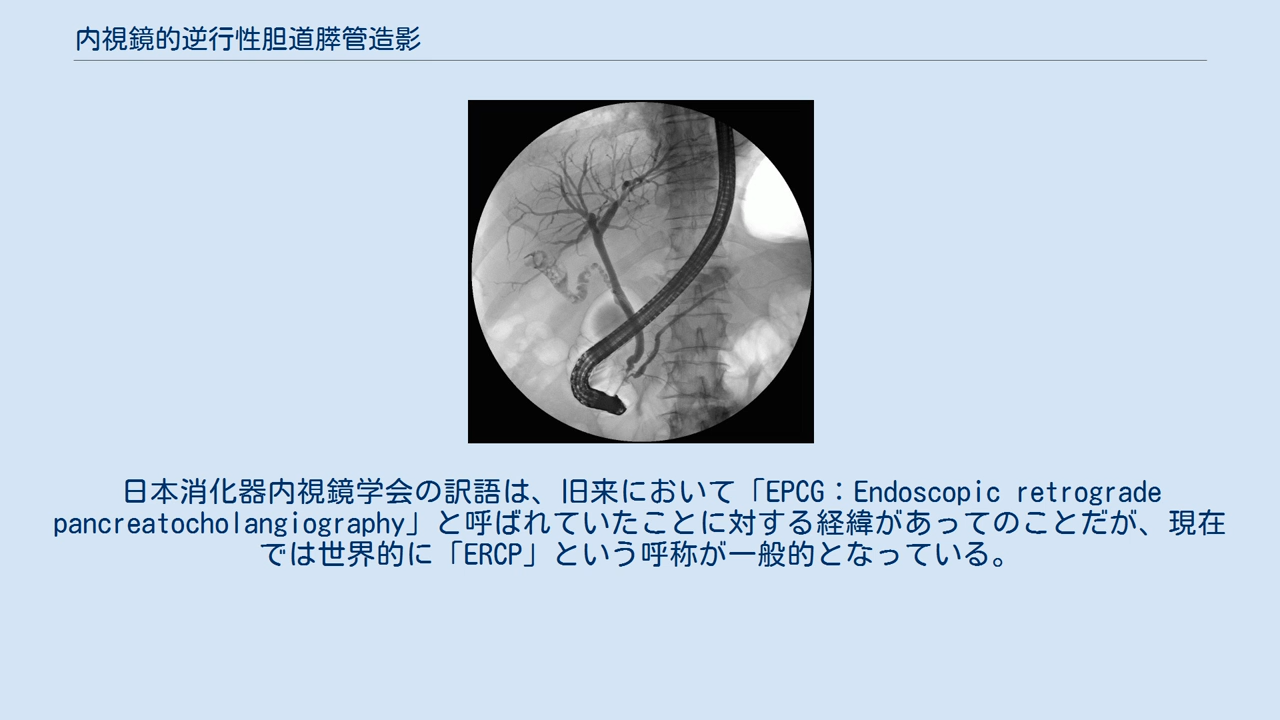 内視鏡的逆行性胆道膵管造影
日本消化器内視鏡学会の訳語は、旧来において「EPCG：Endoscopic retrograde
pancreatocholangiography」と呼ばれていたことに対する経緯があってのことだが、現在
では世界的に「ERCP」という呼称が一般的となっている。